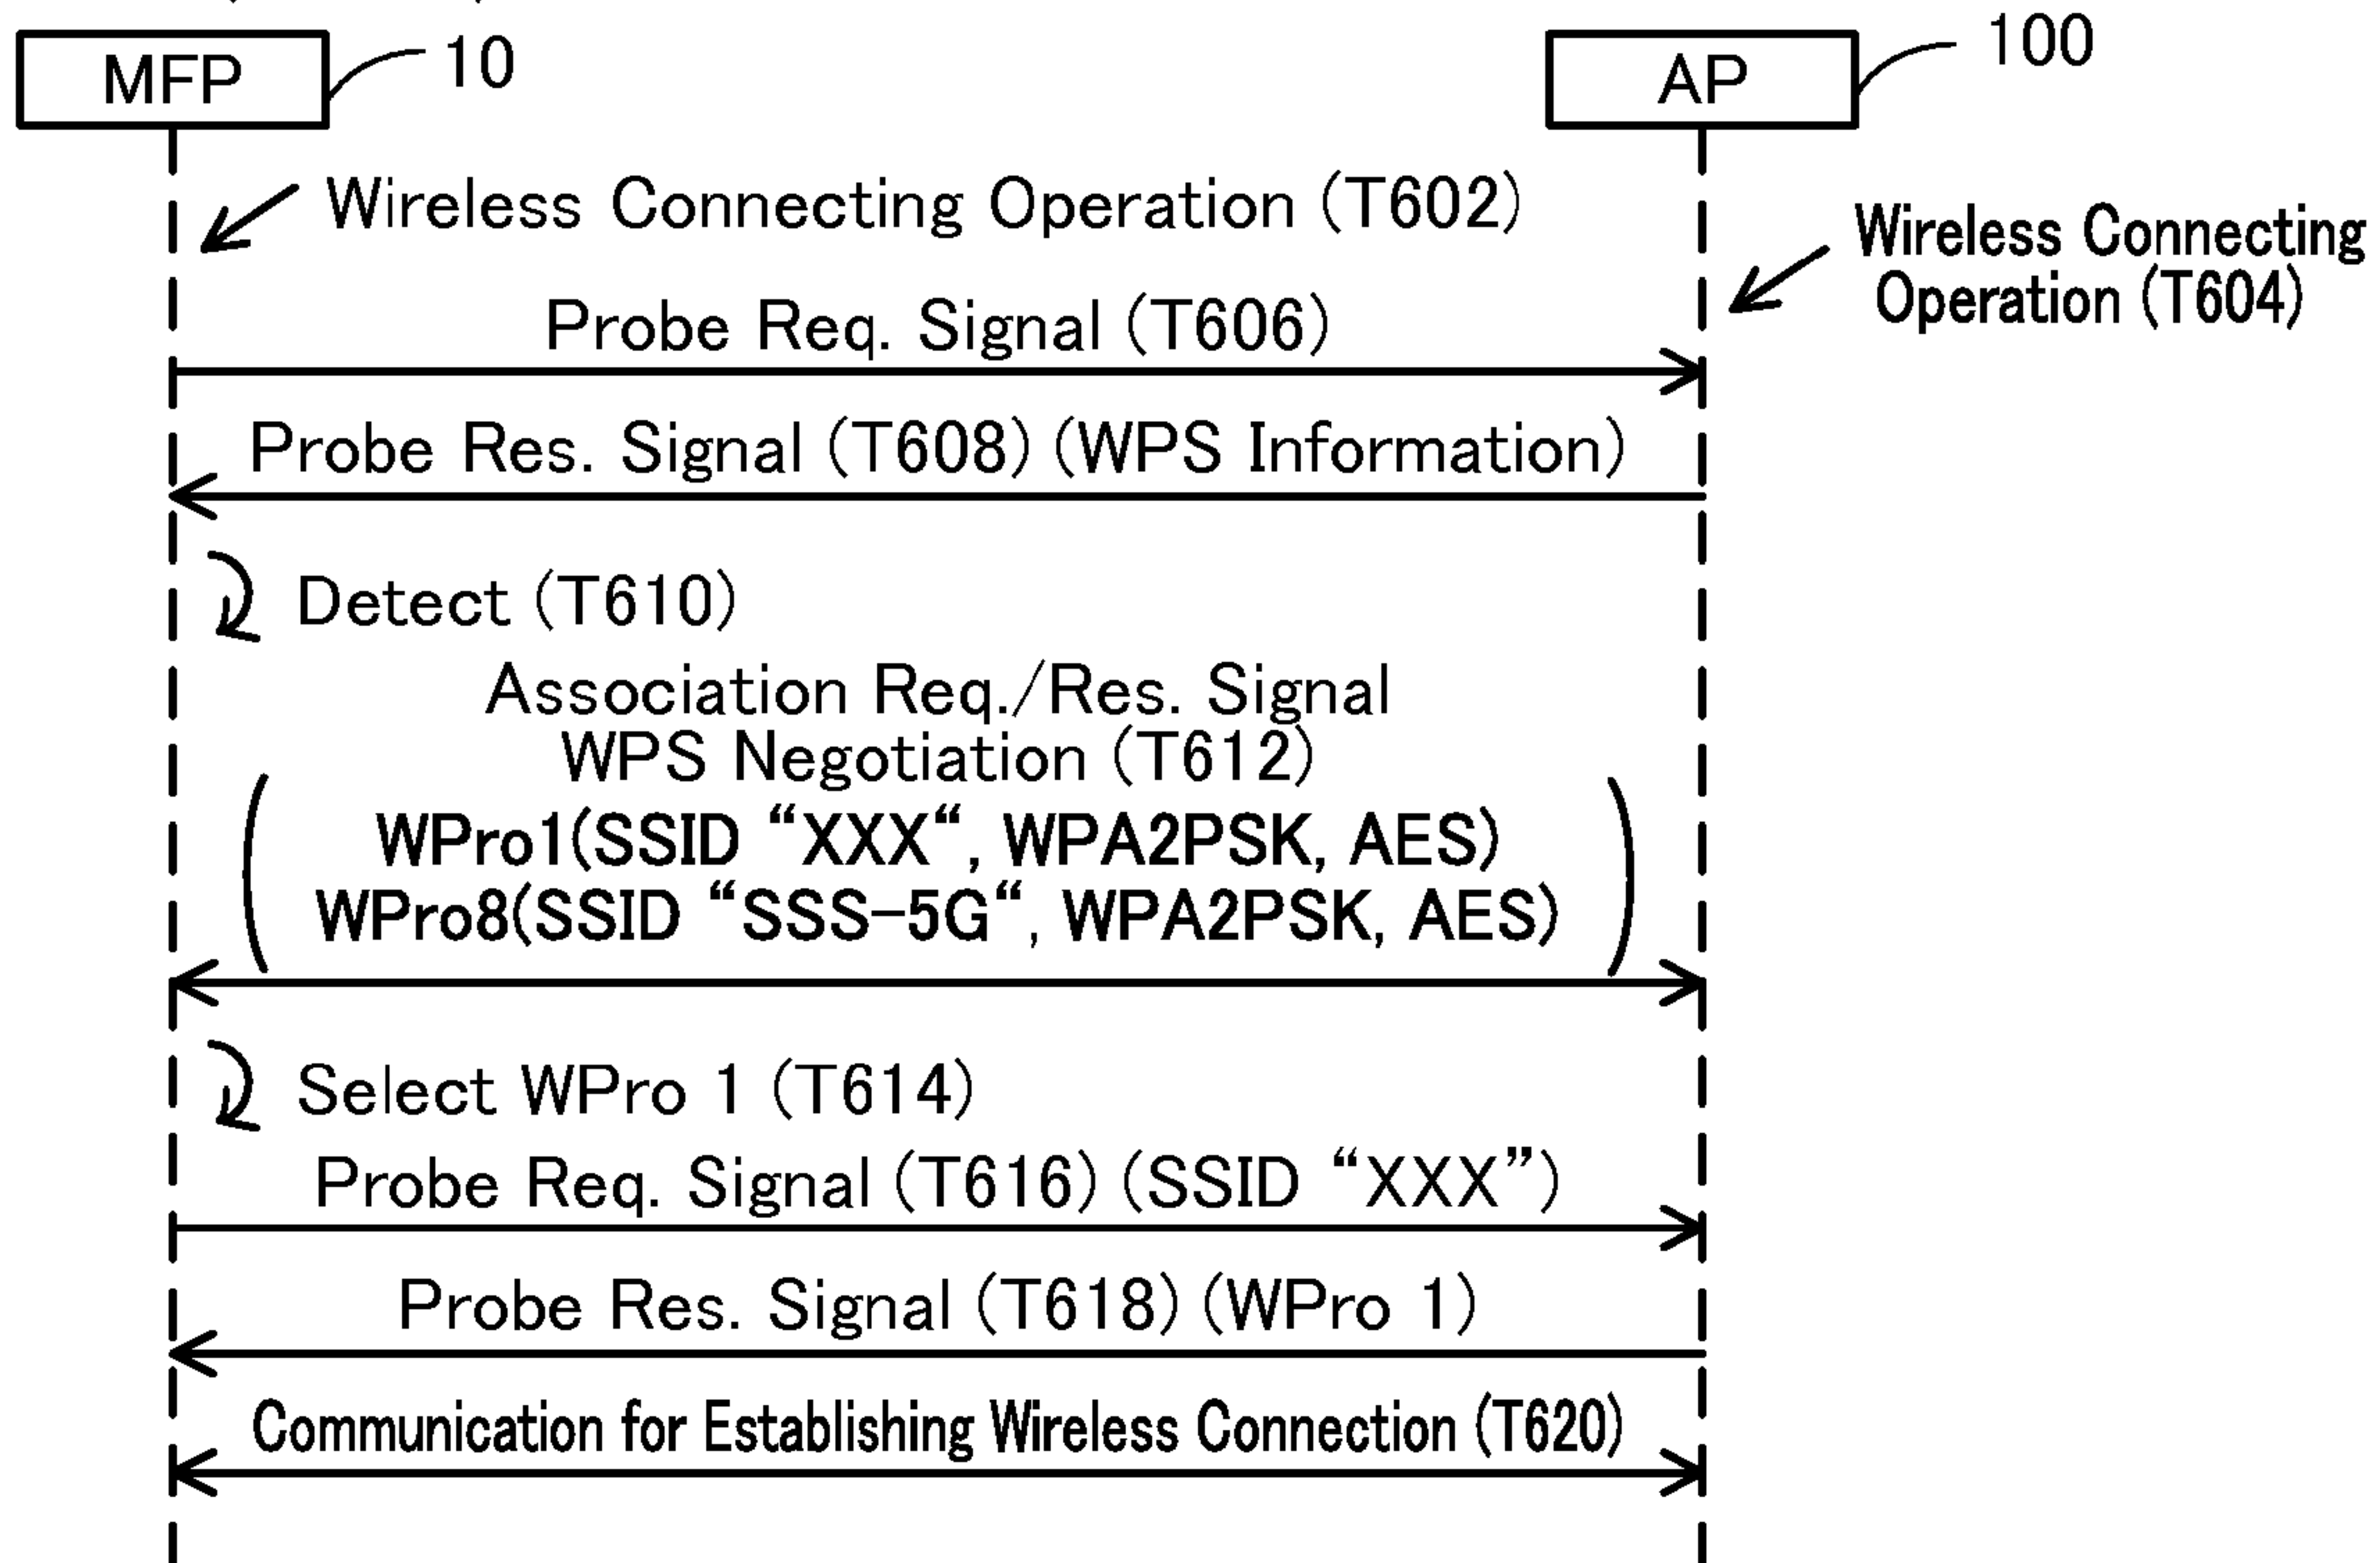 MFP
10
AP
100
Wireless Connecting Operation (T602)
Wireless Connecting
Operation (T604)
Probe Req. Signal (T606)
Probe Res. Signal (T608) (WPS Information)
Detect (T610)
Association Req./Res. Signal
WPS Negotiation (T612)
WPro1(SSID “XXX“, WPA2PSK, AES)
WPro8(SSID “SSS-5G“, WPA2PSK, AES)
Select WPro 1 (T614)
Probe Req. Signal (T616) (SSID “XXX”)
Probe Res. Signal (T618) (WPro 1)
Communication for Establishing Wireless Connection (T620)